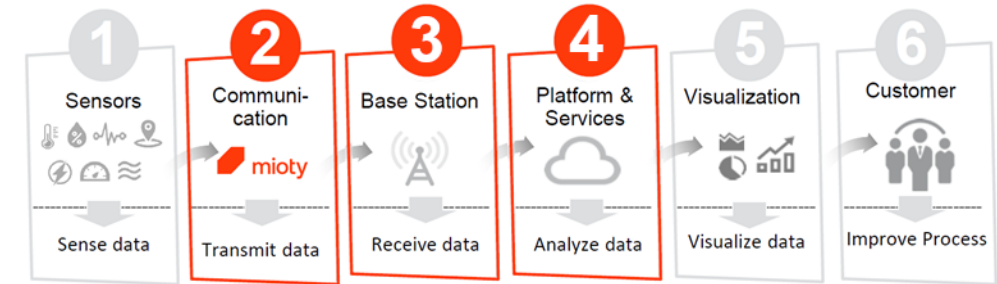 1
Sensors
E
%
Sense data
2
Communi-
cation
mioty
Transmit data
3
Base Station
Receive data
4
Platform &
Services
Analyze data
5
Visualization
Visualize data
6
Customer
Improve Process